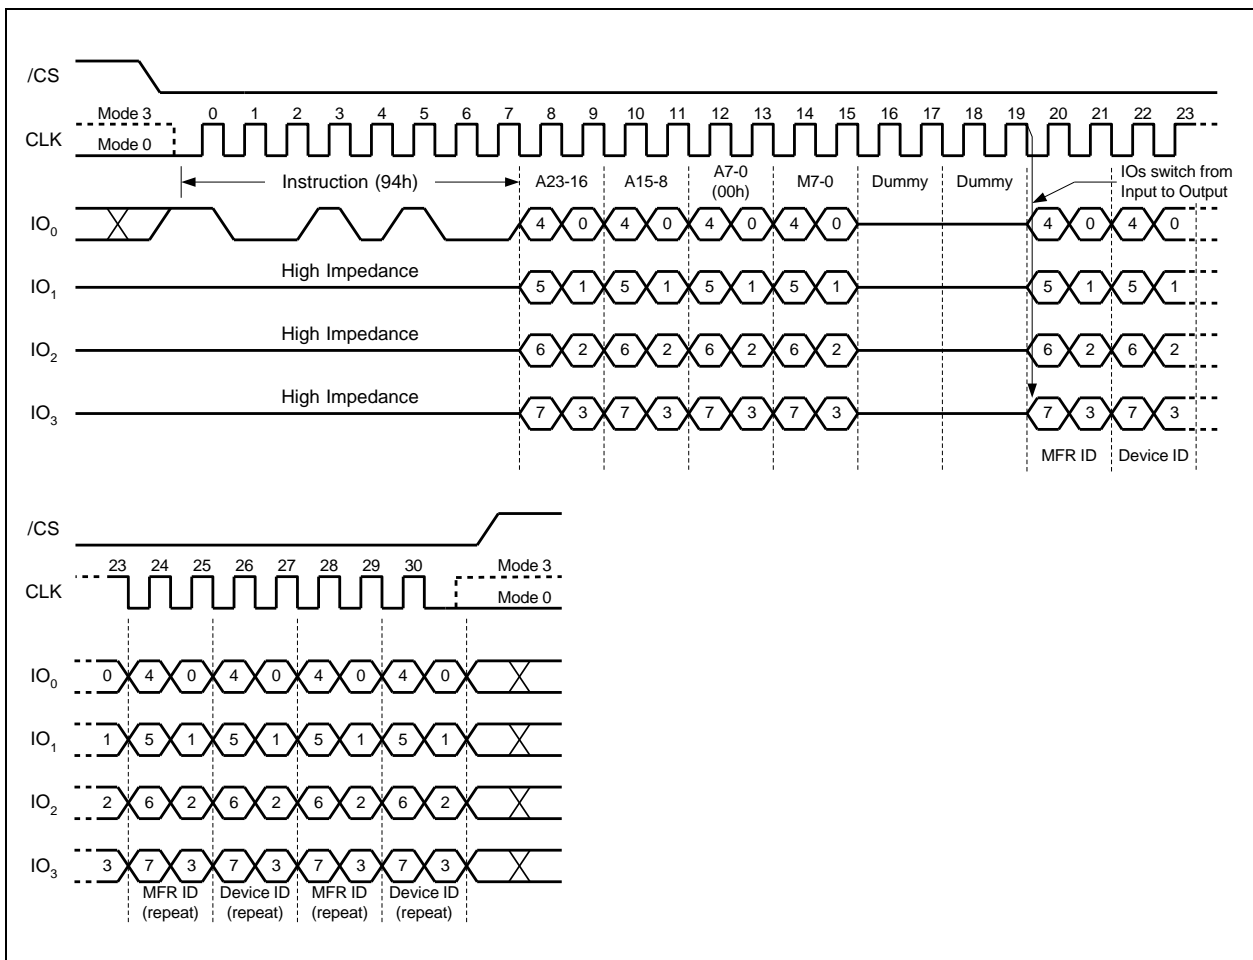 /CS
Mode 3 0 1 2 3 4 5 6 7 8 9 10 11 12 13 14 15 16 17 18 19 20 21 22 23
CLK
Mode 0
Instruction (94h) A23-16 A15-8 A7-0 (00h) M7-0 Dummy Dummy
IOs switch from
Input to Output
IO0 4 0 4 0 4 0 4 0 4 0 4 0
High Impedance
IO1 5 1 5 1 5 1 5 1 5 1 5 1
High Impedance
IO2 6 2 6 2 6 2 6 2 6 2 6 2
High Impedance
IO3 7 3 7 3 7 3 7 3 7 3 7 3
MFR ID Device ID
/CS
23 24 25 26 27 28 29 30 Mode 3
CLK
Mode 0
IO0 0 4 0 4 0 4 0 4 0
IO1 1 5 1 5 1 5 1 5 1
IO2 2 6 2 6 2 6 2 6 2
IO3 3 7 3 7 3 7 3 7 3
MFR ID Device ID MFR ID Device ID
(repeat) (repeat) (repeat) (repeat)